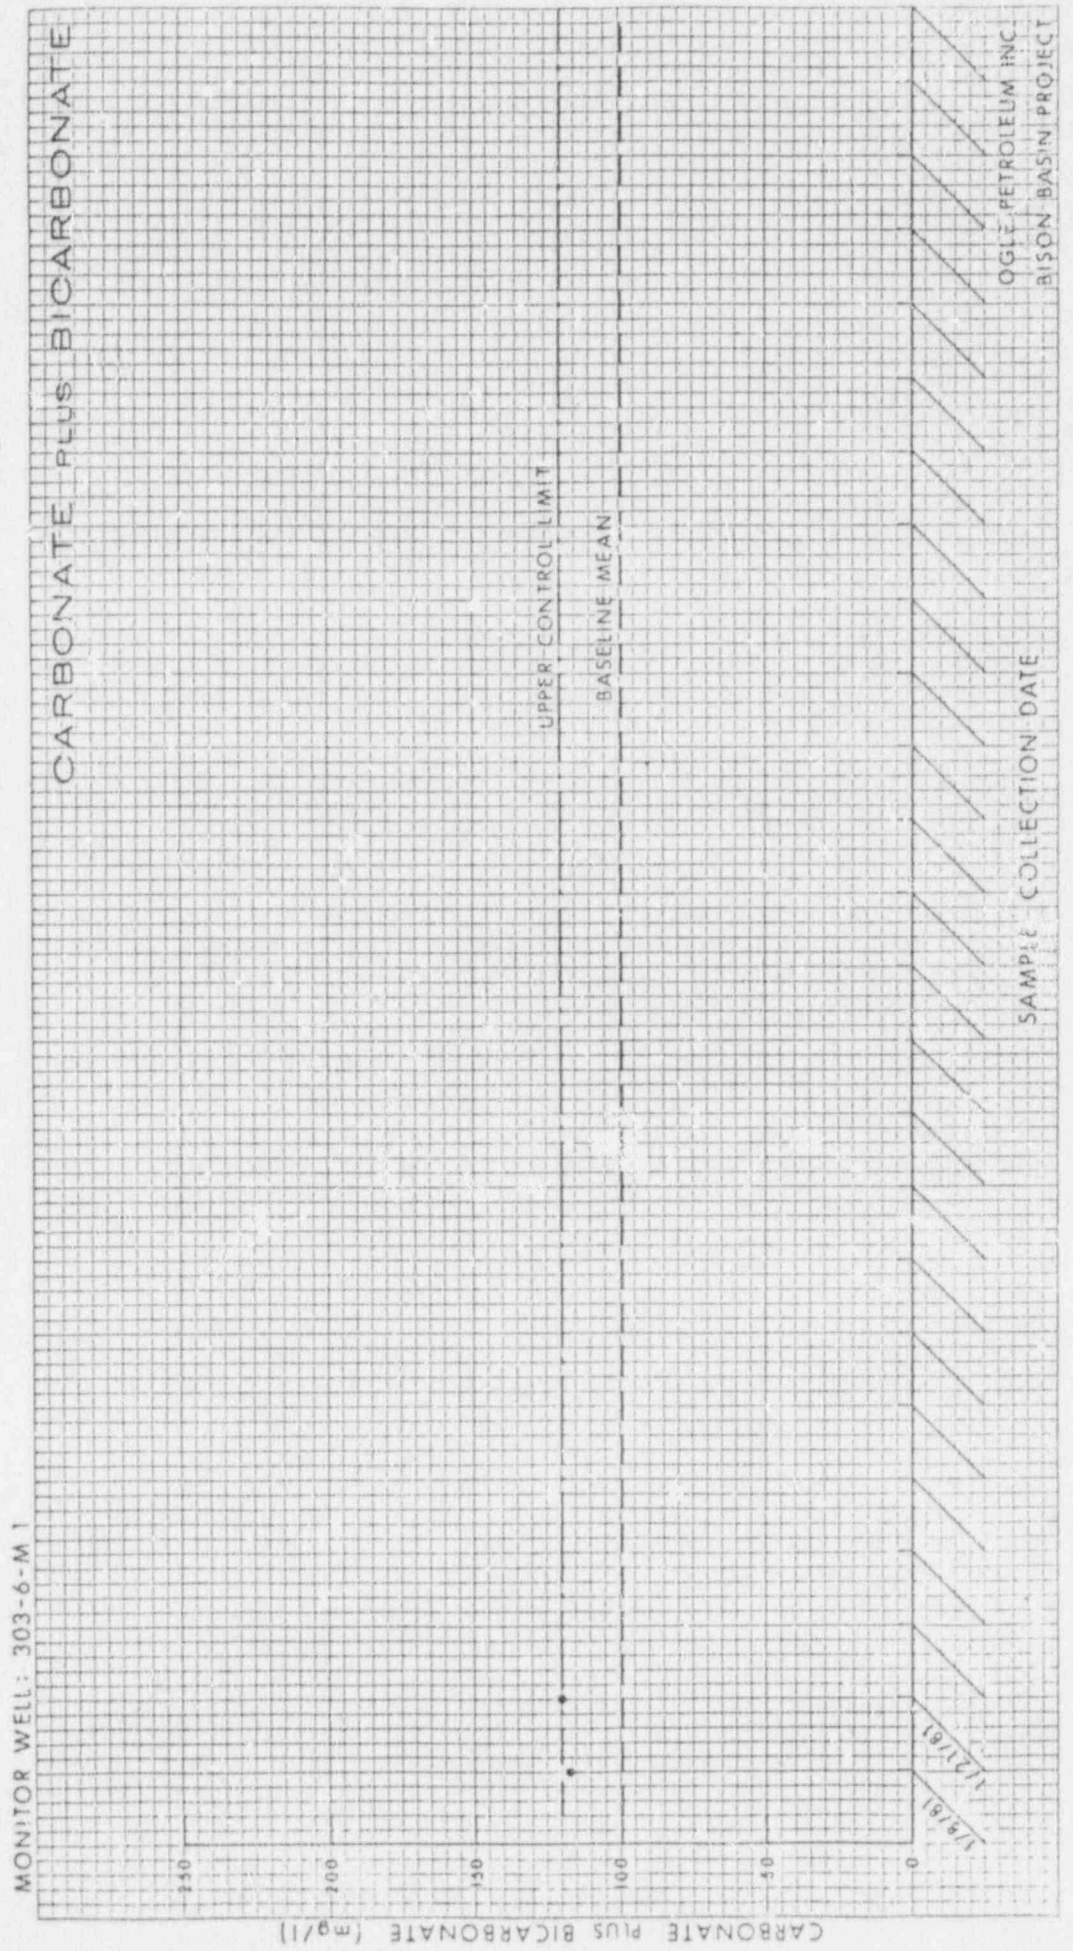 MONITOR WELL: 303-6-M 1
CARBONATE PLUS BICARBONATE
CARBONATE PLUS BICARBONATE (mg/l)
250
200
150
100
50
0
UPPER CONTROL LIMIT
BASELINE MEAN
1/9/81
1/21/81
SAMPLE COLLECTION DATE
OGLE PETROLEUM INC.
BISON BASIN PROJECT